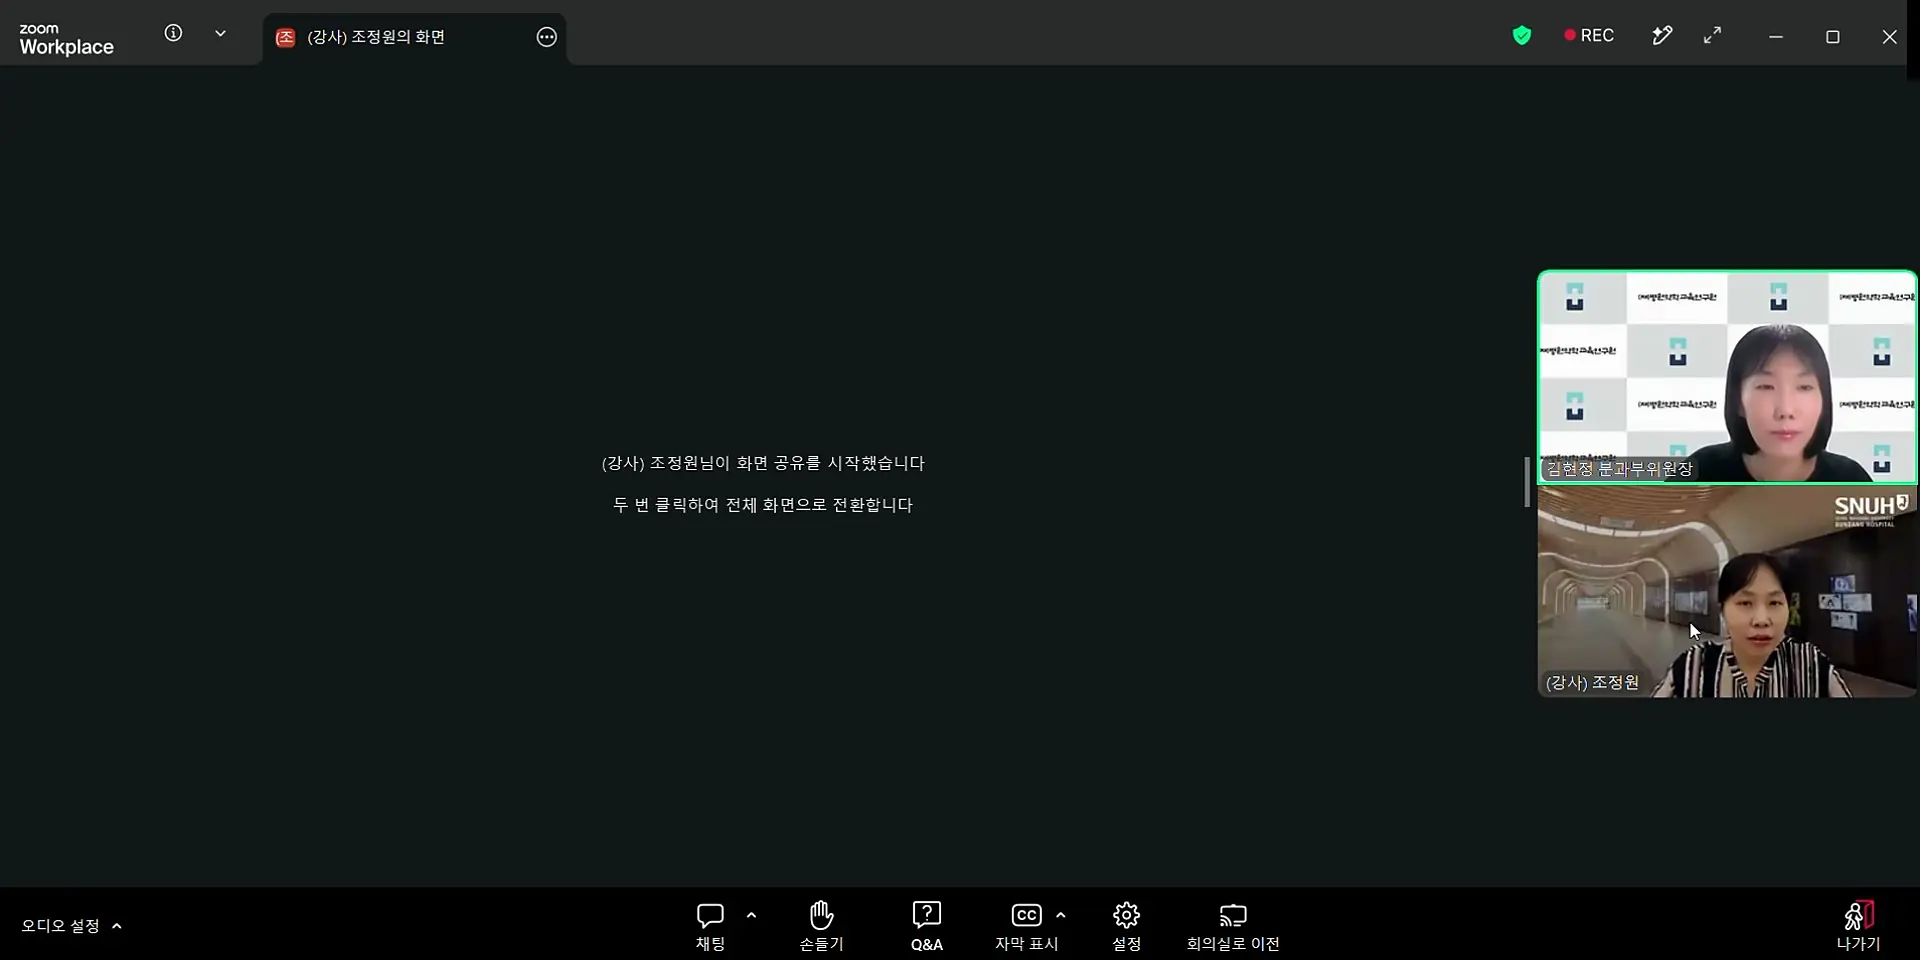 zoom
Workplace
(강사) 조정원의 화면
REC
(강사) 조정원님이 화면 공유를 시작했습니다
두 번 클릭하여 전체 화면으로 전환합니다
김현정 분과부위원장
SNUH
BUNDANG HOSPITAL
(강사) 조정원
오디오 설정
채팅
손들기
Q&A
CC
자막 표시
설정
회의실로 이전
나가기